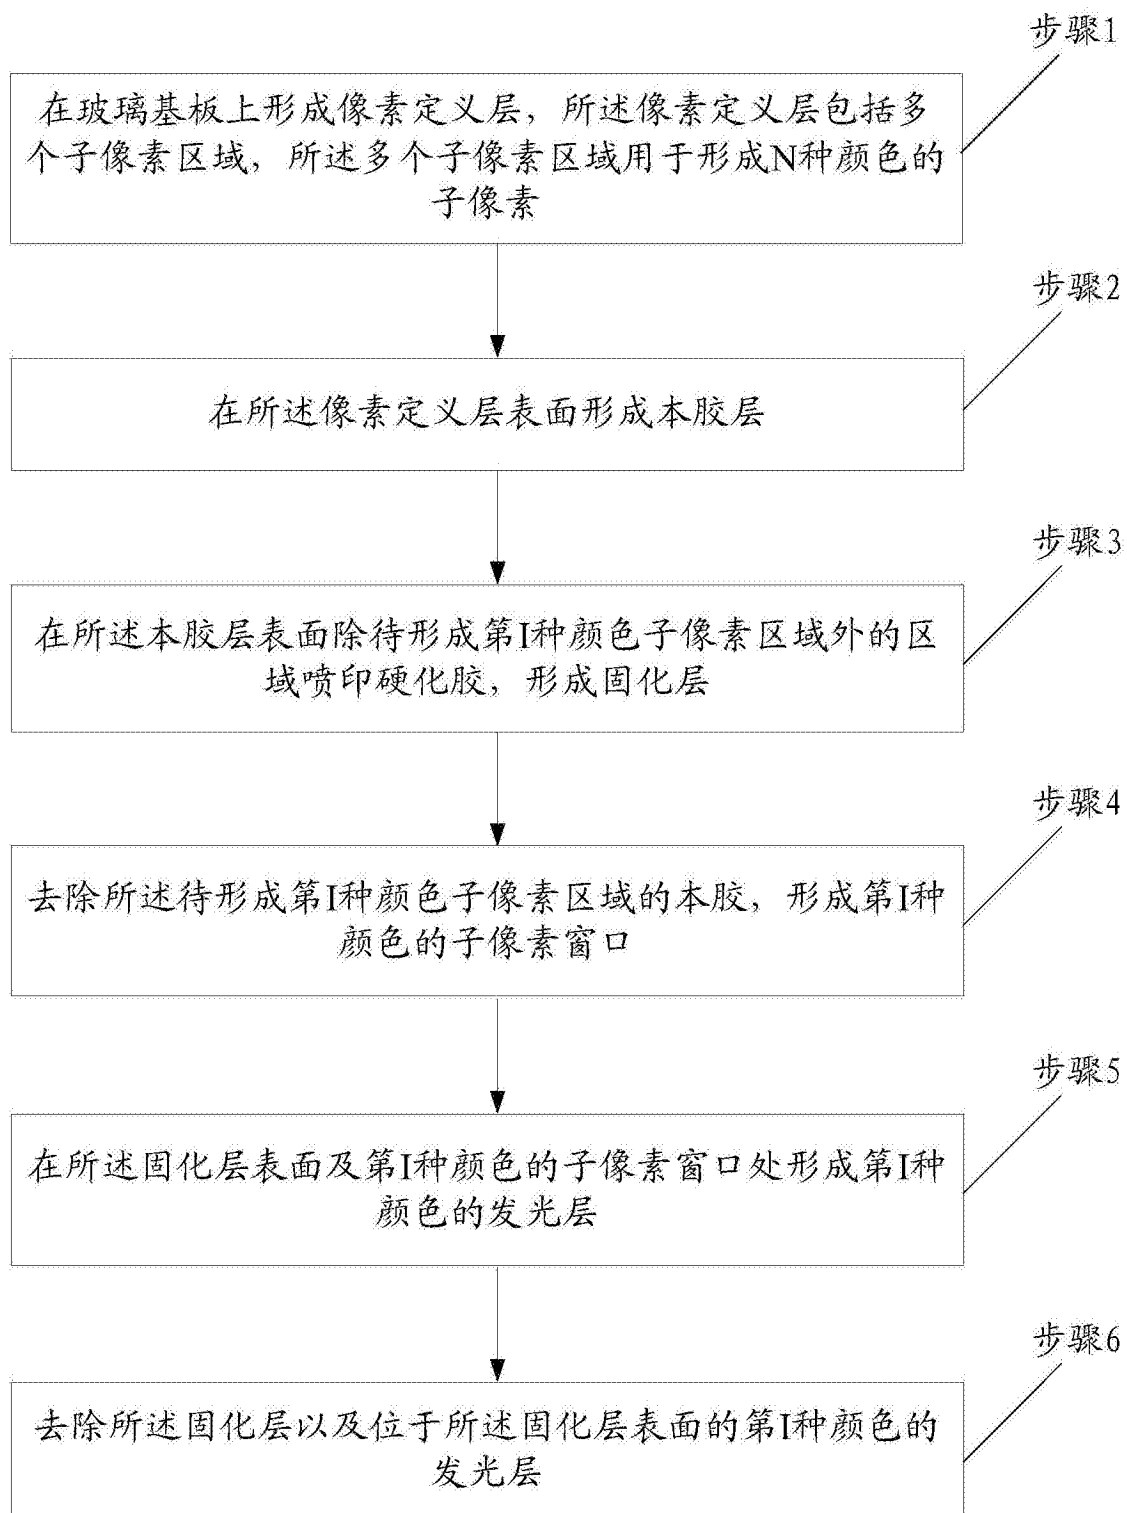 步骤1
在玻璃基板上形成像素定义层，所述像素定义层包括多
个子像素区域，所述多个子像素区域用于形成N种颜色的
子像素
步骤2
在所述像素定义层表面形成本胶层
步骤3
在所述本胶层表面除待形成第I种颜色子像素区域外的区
域喷印硬化胶，形成固化层
步骤4
去除所述待形成第I种颜色子像素区域的本胶，形成第I种
颜色的子像素窗口
步骤5
在所述固化层表面及第I种颜色的子像素窗口处形成第I种
颜色的发光层
步骤6
去除所述固化层以及位于所述固化层表面的第I种颜色的
发光层